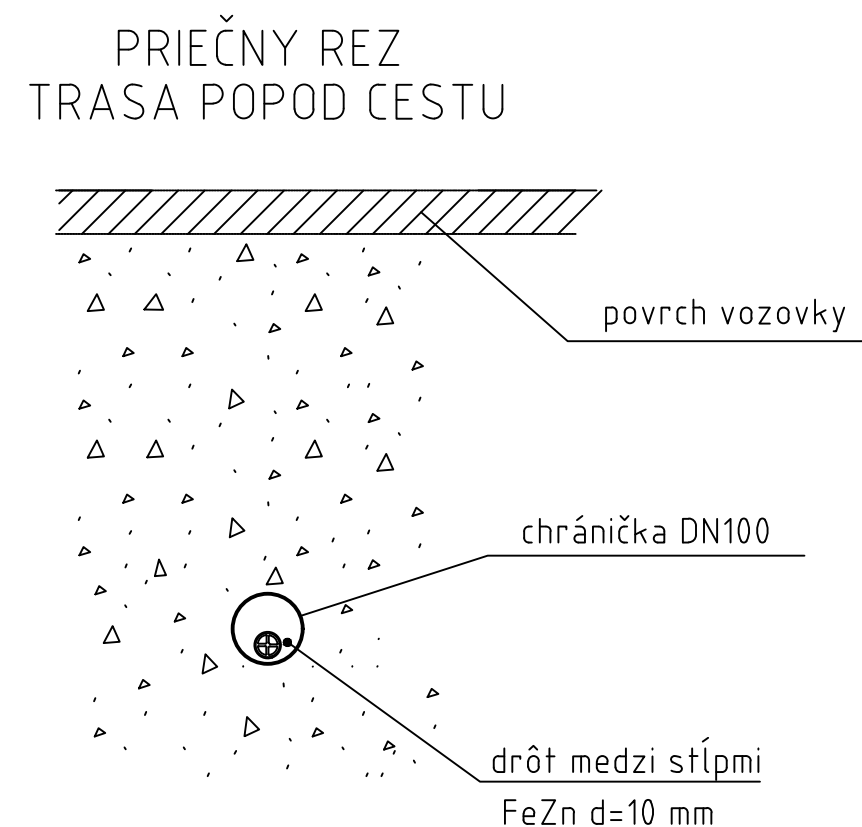 PRIEČNY REZ
TRASA POPOD CESTU
povrch vozovky
chránička DN100
drôt medzi stĺpmi
FeZn d=10 mm